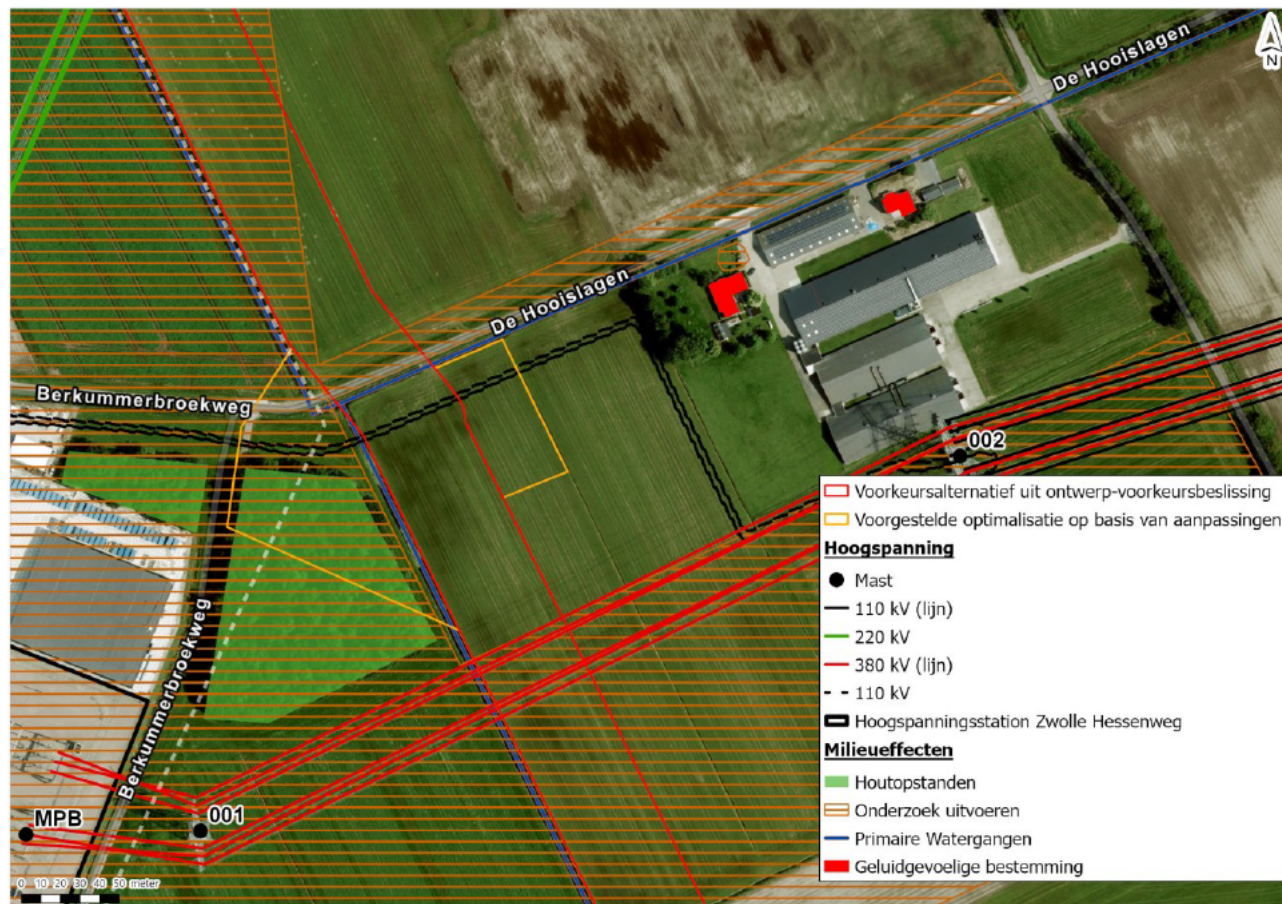 De Hooislagen
N
De Hooislagen
Berkummerbroekweg
002
Berkummerbroekweg
001
MPB
0 10 20 30 40 50 meter
Voorkeursalternatief uit ontwerp-voorkeursbeslissing
Voorgestelde optimalisatie op basis van aanpassingen
Hoogspanning
Mast
110 kV (lijn)
220 kV
380 kV (lijn)
110 kV
Hoogspanningsstation Zwolle Hessenweg
Milieueffecten
Houtopstanden
Onderzoek uitvoeren
Primaire Watergangen
Geluidgevoelige bestemming